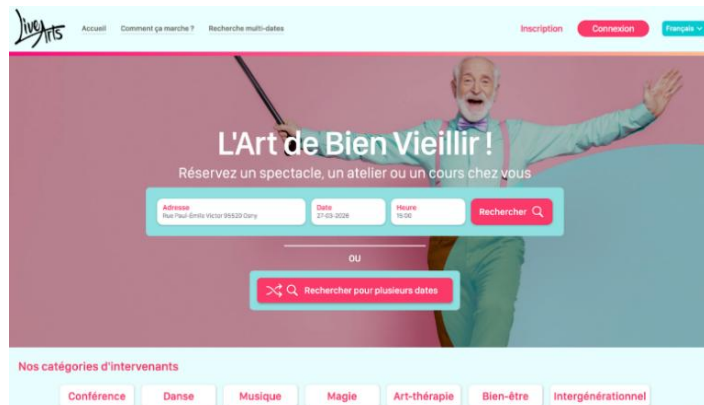 Live Arts
Accueil Comment ça marche ? Recherche multi-dates Inscription Connexion Français
L'Art de Bien Vieillir !
Réservez un spectacle, un atelier ou un cours chez vous
Adresse Date Heure
Rue Paul-Émile Victor 95520 Osny 27-03-2026 15:00 Rechercher
OU
Rechercher pour plusieurs dates
Nos catégories d'intervenants
Conférence Danse Musique Magie Art-thérapie Bien-être Intergénérationnel